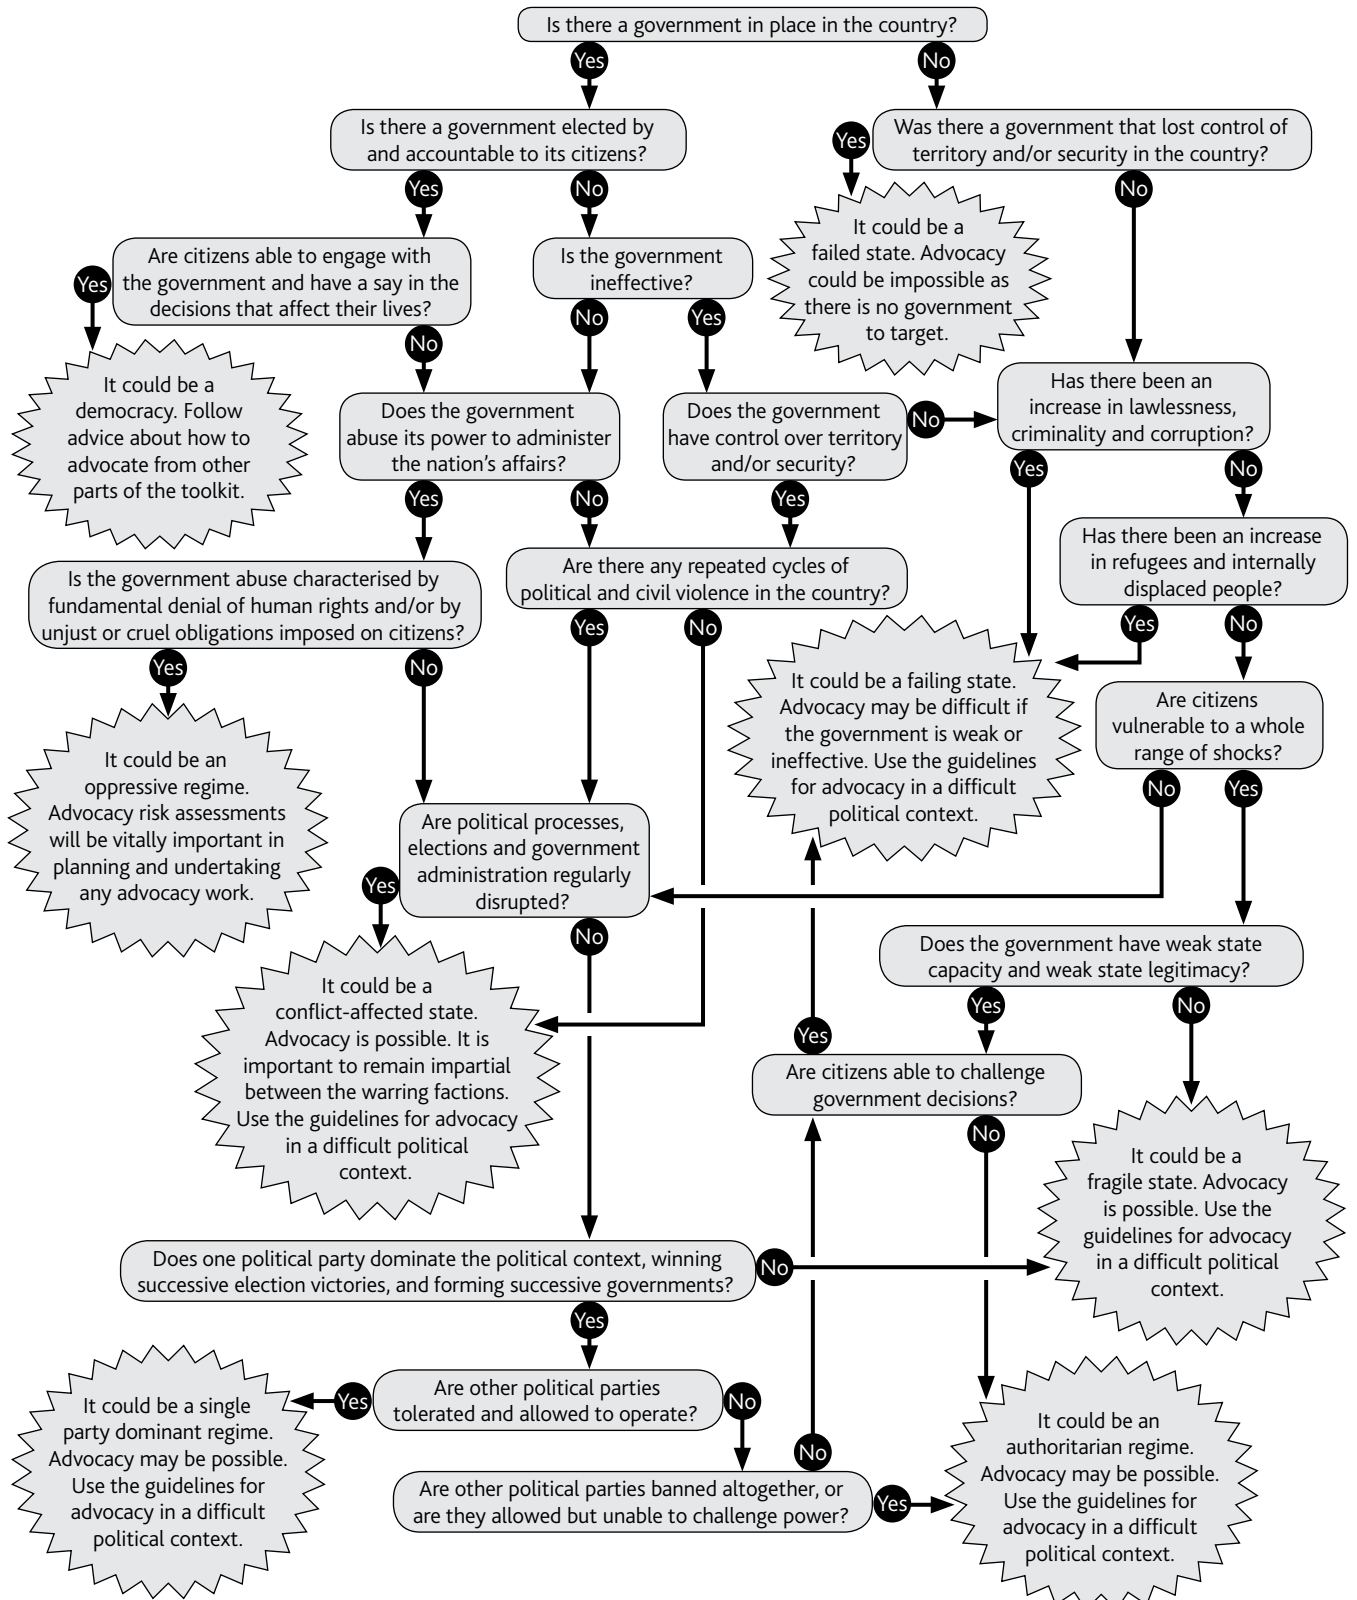 Is there a government in place in the country?
Yes
No
Is there a government elected by
and accountable to its citizens?
Yes
Was there a government that lost control of
territory and/or security in the country?
Yes
No
No
It could be a
failed state. Advocacy
could be impossible as
there is no government
to target.
Yes
Are citizens able to engage with
the government and have a say in the
decisions that affect their lives?
Is the government
ineffective?
No
No
Yes
It could be a
democracy. Follow
advice about how to
advocate from other
parts of the toolkit.
Does the government
abuse its power to administer
the nation's affairs?
Does the government
have control over territory
and/or security?
No
Has there been an
increase in lawlessness,
criminality and corruption?
Yes
No
Yes
Yes
No
Has there been an increase
in refugees and internally
displaced people?
Yes
No
Is the government abuse characterised by
fundamental denial of human rights and/or by
unjust or cruel obligations imposed on citizens?
Are there any repeated cycles of
political and civil violence in the country?
Yes
No
Yes
No
It could be a failing state.
Advocacy may be difficult if
the government is weak or
ineffective. Use the guidelines
for advocacy in a difficult
political context.
Are citizens
vulnerable to a whole
range of shocks?
No
Yes
It could be an
oppressive regime.
Advocacy risk assessments
will be vitally important in
planning and undertaking
any advocacy work.
Are political processes,
elections and government
administration regularly
disrupted?
Yes
No
Does the government have weak state
capacity and weak state legitimacy?
Yes
No
It could be a
conflict-affected state.
Advocacy is possible. It is
important to remain impartial
between the warring factions.
Use the guidelines for advocacy
in a difficult political
context.
Yes
Are citizens able to challenge
government decisions?
No
It could be a
fragile state. Advocacy
is possible. Use the
guidelines for advocacy
in a difficult political
context.
Does one political party dominate the political context, winning
successive election victories, and forming successive governments?
No
Yes
It could be a single
party dominant regime.
Advocacy may be possible.
Use the guidelines for
advocacy in a difficult
political context.
Yes
Are other political parties
tolerated and allowed to operate?
No
No
Are other political parties banned altogether, or
are they allowed but unable to challenge power?
Yes
It could be an
authoritarian regime.
Advocacy may be possible.
Use the guidelines for
advocacy in a difficult
political context.